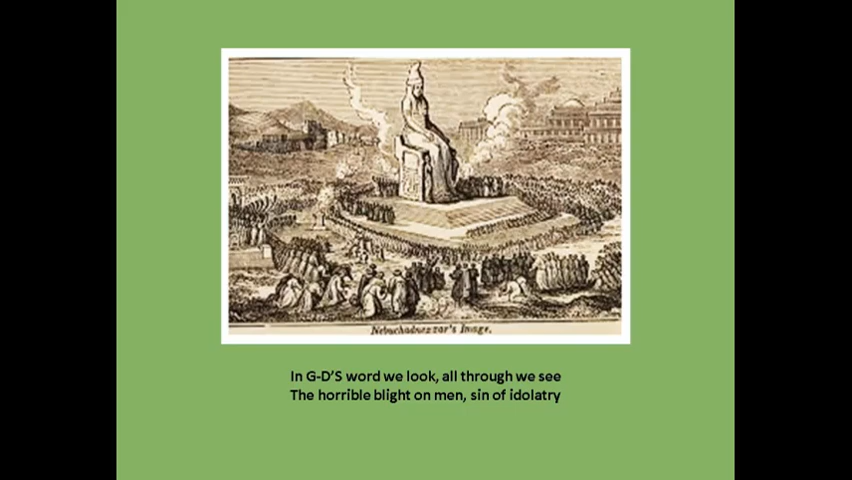 Nebuchadnezzar's Image.
In G-D'S word we look, all through we see
The horrible blight on men, sin of idolatry